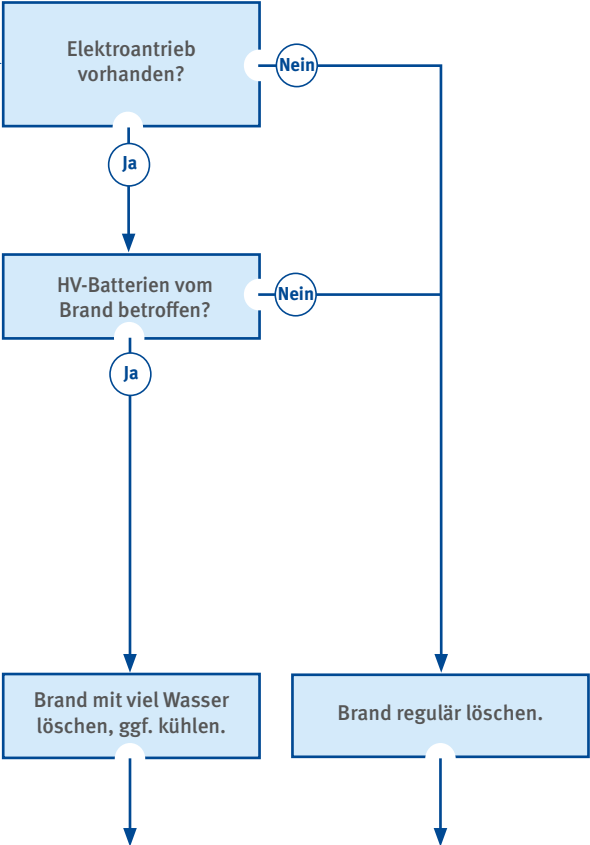 Elektroantrieb
vorhanden?
Nein
Ja
HV-Batterien vom
Brand betroffen?
Nein
Ja
Brand mit viel Wasser
löschen, ggf. kühlen.
Brand regulär löschen.